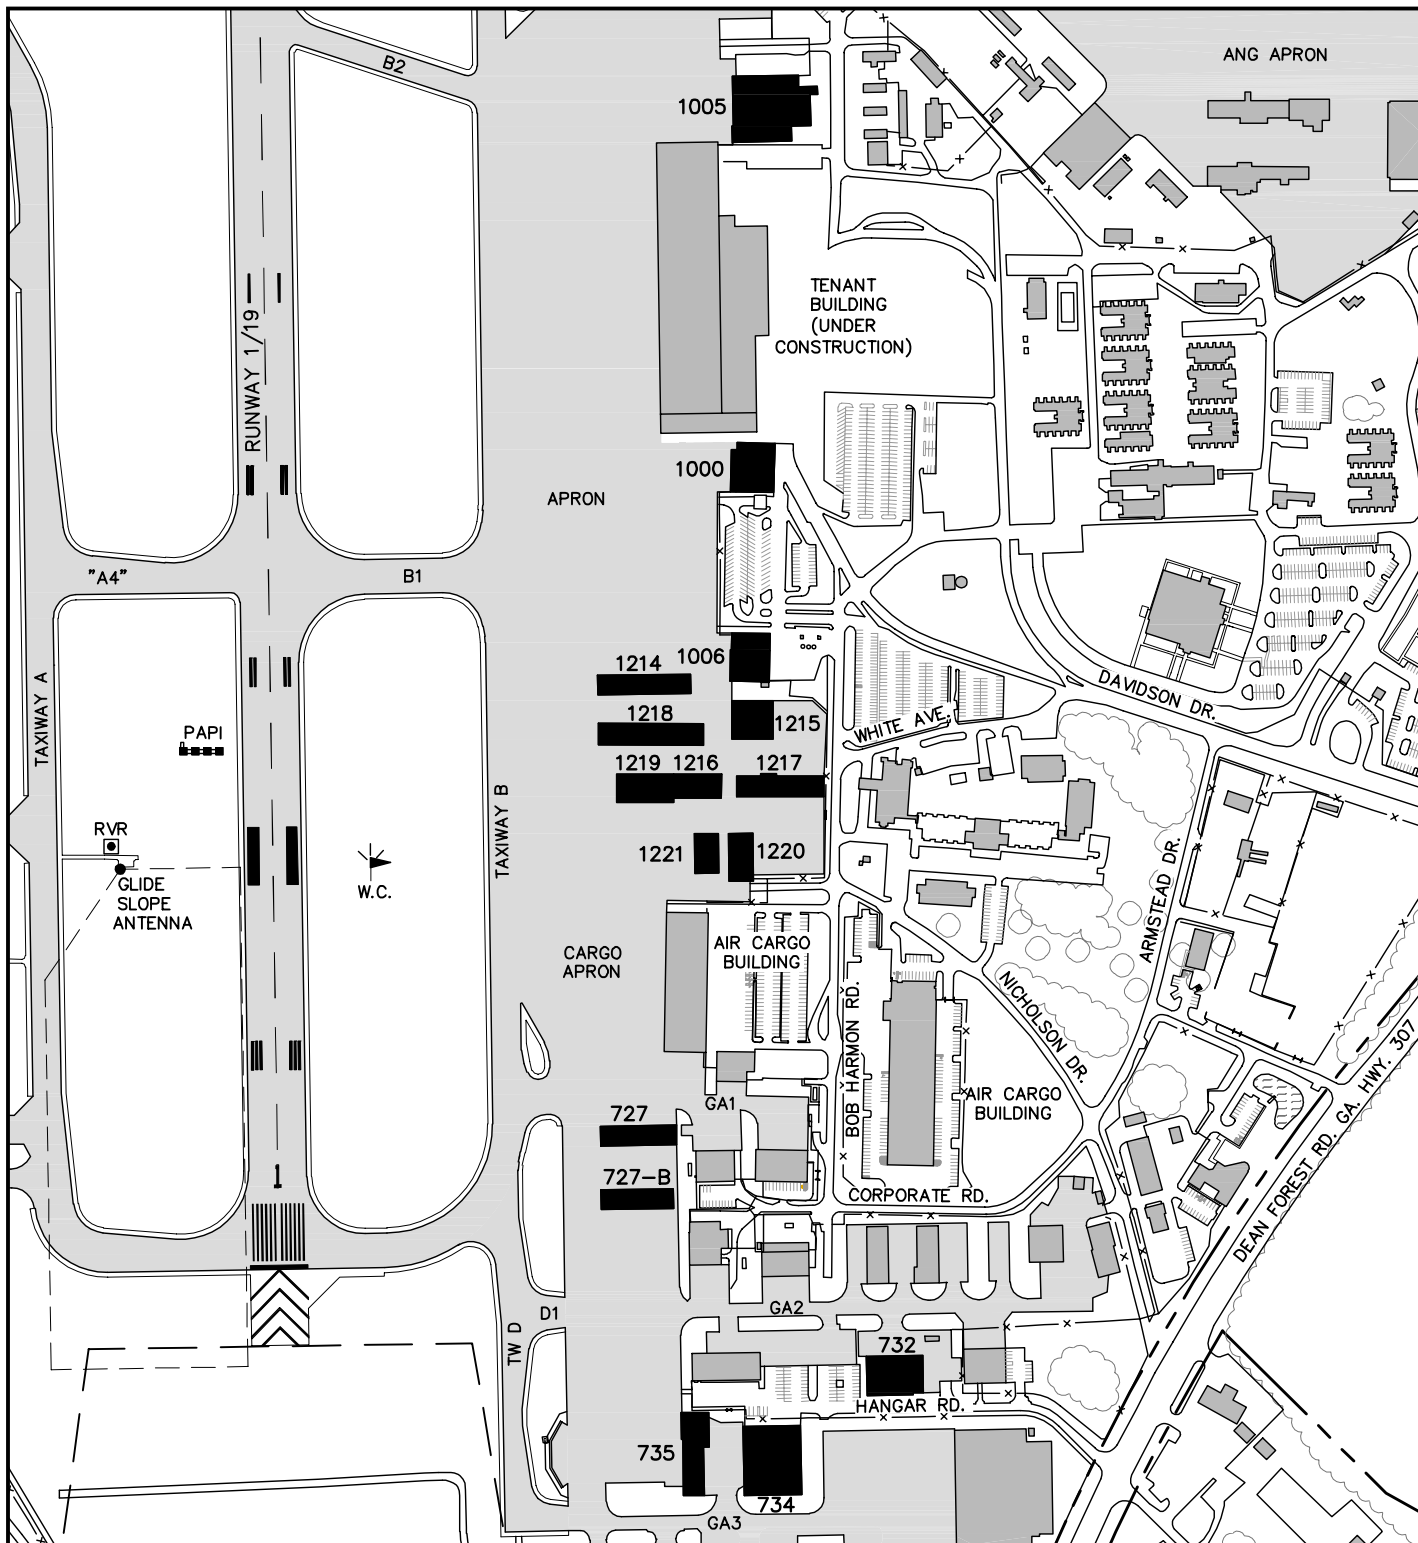 B2
ANG APRON
1005
TENANT
BUILDING
(UNDER
CONSTRUCTION)
RUNWAY 1/19
1000
APRON
"A4"
B1
1006
1214
TAXIWAY A
DAVIDSON DR.
1218
1215
WHITE AVE.
PAPI
1219
1216
1217
TAXIWAY B
RVR
1221
1220
GLIDE
SLOPE
ANTENNA
W.C.
ARMSTEAD DR.
CARGO
APRON
AIR CARGO
BUILDING
BOB HARMON RD.
NICHOLSON DR.
AIR CARGO
BUILDING
DEAN FOREST RD. GA. HWY. 307
GA1
727
1
727-B
CORPORATE RD.
D1
GA2
TW D
732
HANGAR RD.
735
734
GA3